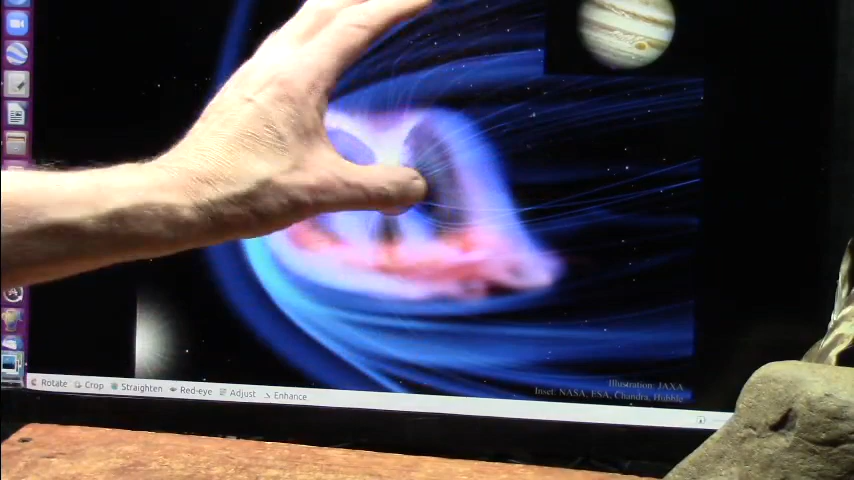 Illustration: JAXA
Inset: NASA, ESA, Chandra, Hubble
Rotate Crop Straighten Red-eye Adjust Enhance